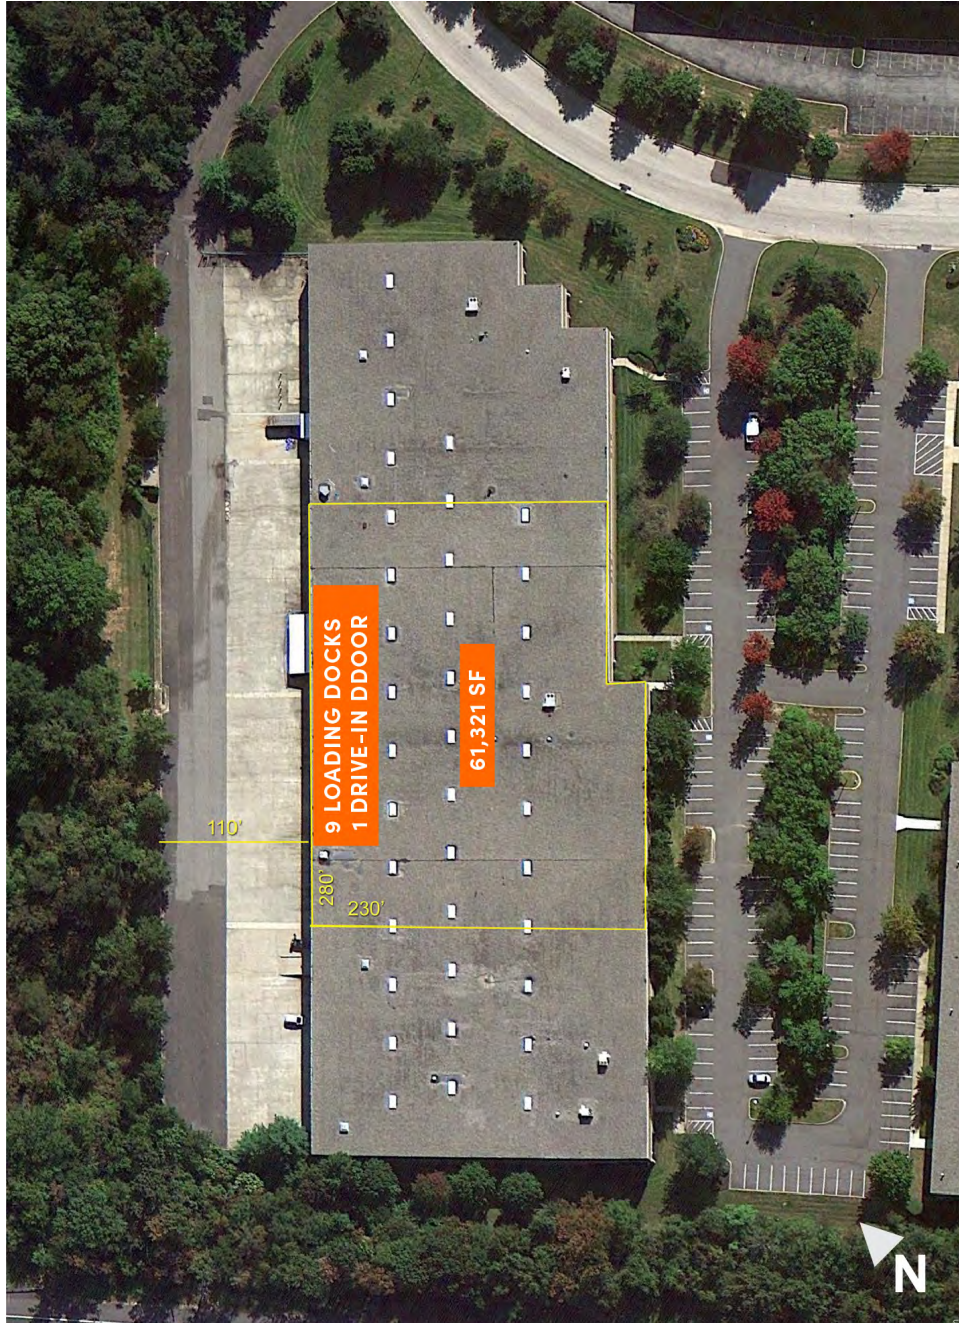 9 LOADING DOCKS
1 DRIVE-IN DDOOR
61,321 SF
110'
280'
230'
N